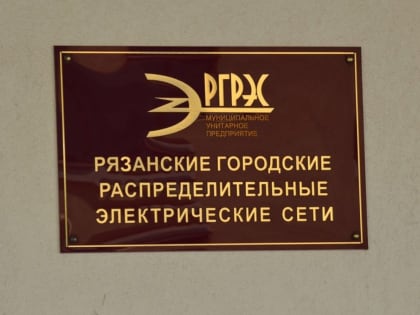 РГРЭС
МУНИЦИПАЛЬНОЕ
УНИТАРНОЕ
ПРЕДПРИЯТИЕ
РЯЗАНСКИЕ ГОРОДСКИЕ
РАСПРЕДЕЛИТЕЛЬНЫЕ
ЭЛЕКТРИЧЕСКИЕ СЕТИ